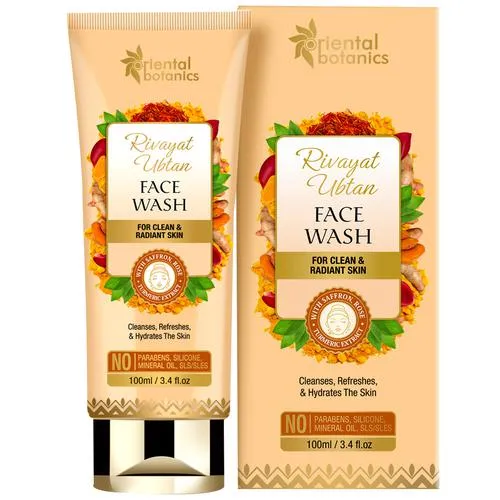 Oriental
botanics
Rivayat
Ubtan
FACE
WASH
FOR CLEAN &
RADIANT SKIN
WITH SAFFRON, ROSE
TURMERIC EXTRACT
Cleanses, Refreshes,
& Hydrates The Skin
NO PARABENS, SILICONE,
MINERAL OIL, SLS/SLES
100ml / 3.4 fl.oz
Oriental
botanics
Rivayat
Ubtan
FACE
WASH
FOR CLEAN &
RADIANT SKIN
WITH SAFFRON, ROSE
TURMERIC EXTRACT
Cleanses, Refreshes,
& Hydrates The Skin
NO PARABENS, SILICONE,
MINERAL OIL, SLS/SLES
100ml / 3.4 fl.oz